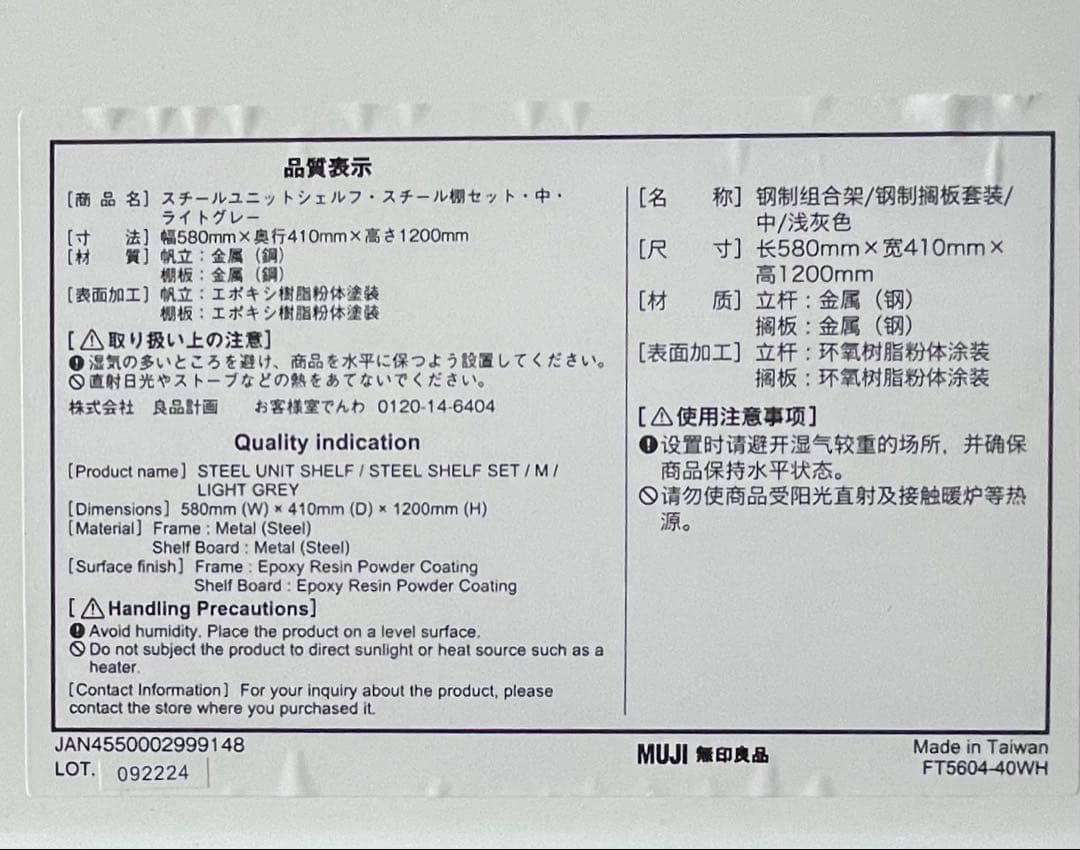 品質表示
[商 品 名] スチールユニットシェルフ・スチール棚セット・中・
ライトグレー
[寸 法] 幅580mm×奥行410mm×高さ1200mm
[材 質] 帆立：金属（鋼）
棚板：金属（鋼）
[表面加工] 帆立：エポキシ樹脂粉体塗装
棚板：エポキシ樹脂粉体塗装
[⚠取り扱い上の注意]
湿気の多いところを避け、商品を水平に保つよう設置してください。
直射日光やストーブなどの熱をあてないでください。
株式会社 良品計画 お客様室でんわ 0120-14-6404
Quality indication
[Product name] STEEL UNIT SHELF / STEEL SHELF SET / M /
LIGHT GREY
[Dimensions] 580mm (W) × 410mm (D) × 1200mm (H)
[Material] Frame : Metal (Steel)
Shelf Board : Metal (Steel)
[Surface finish] Frame : Epoxy Resin Powder Coating
Shelf Board : Epoxy Resin Powder Coating
[⚠Handling Precautions]
Avoid humidity. Place the product on a level surface.
Do not subject the product to direct sunlight or heat source such as a
heater.
[Contact Information] For your inquiry about the product, please
contact the store where you purchased it.
[名 称] 钢制组合架/钢制搁板套装/
中/浅灰色
[尺 寸] 长580mm×宽410mm×
高1200mm
[材 质] 立杆：金属（钢）
搁板：金属（钢）
[表面加工] 立杆：环氧树脂粉体涂装
搁板：环氧树脂粉体涂装
[⚠使用注意事项]
设置时请避开湿气较重的场所，并确保
商品保持水平状态。
请勿使商品受阳光直射及接触暖炉等热
源。
JAN4550002999148
LOT. 092224
MUJI 無印良品
Made in Taiwan
FT5604-40WH